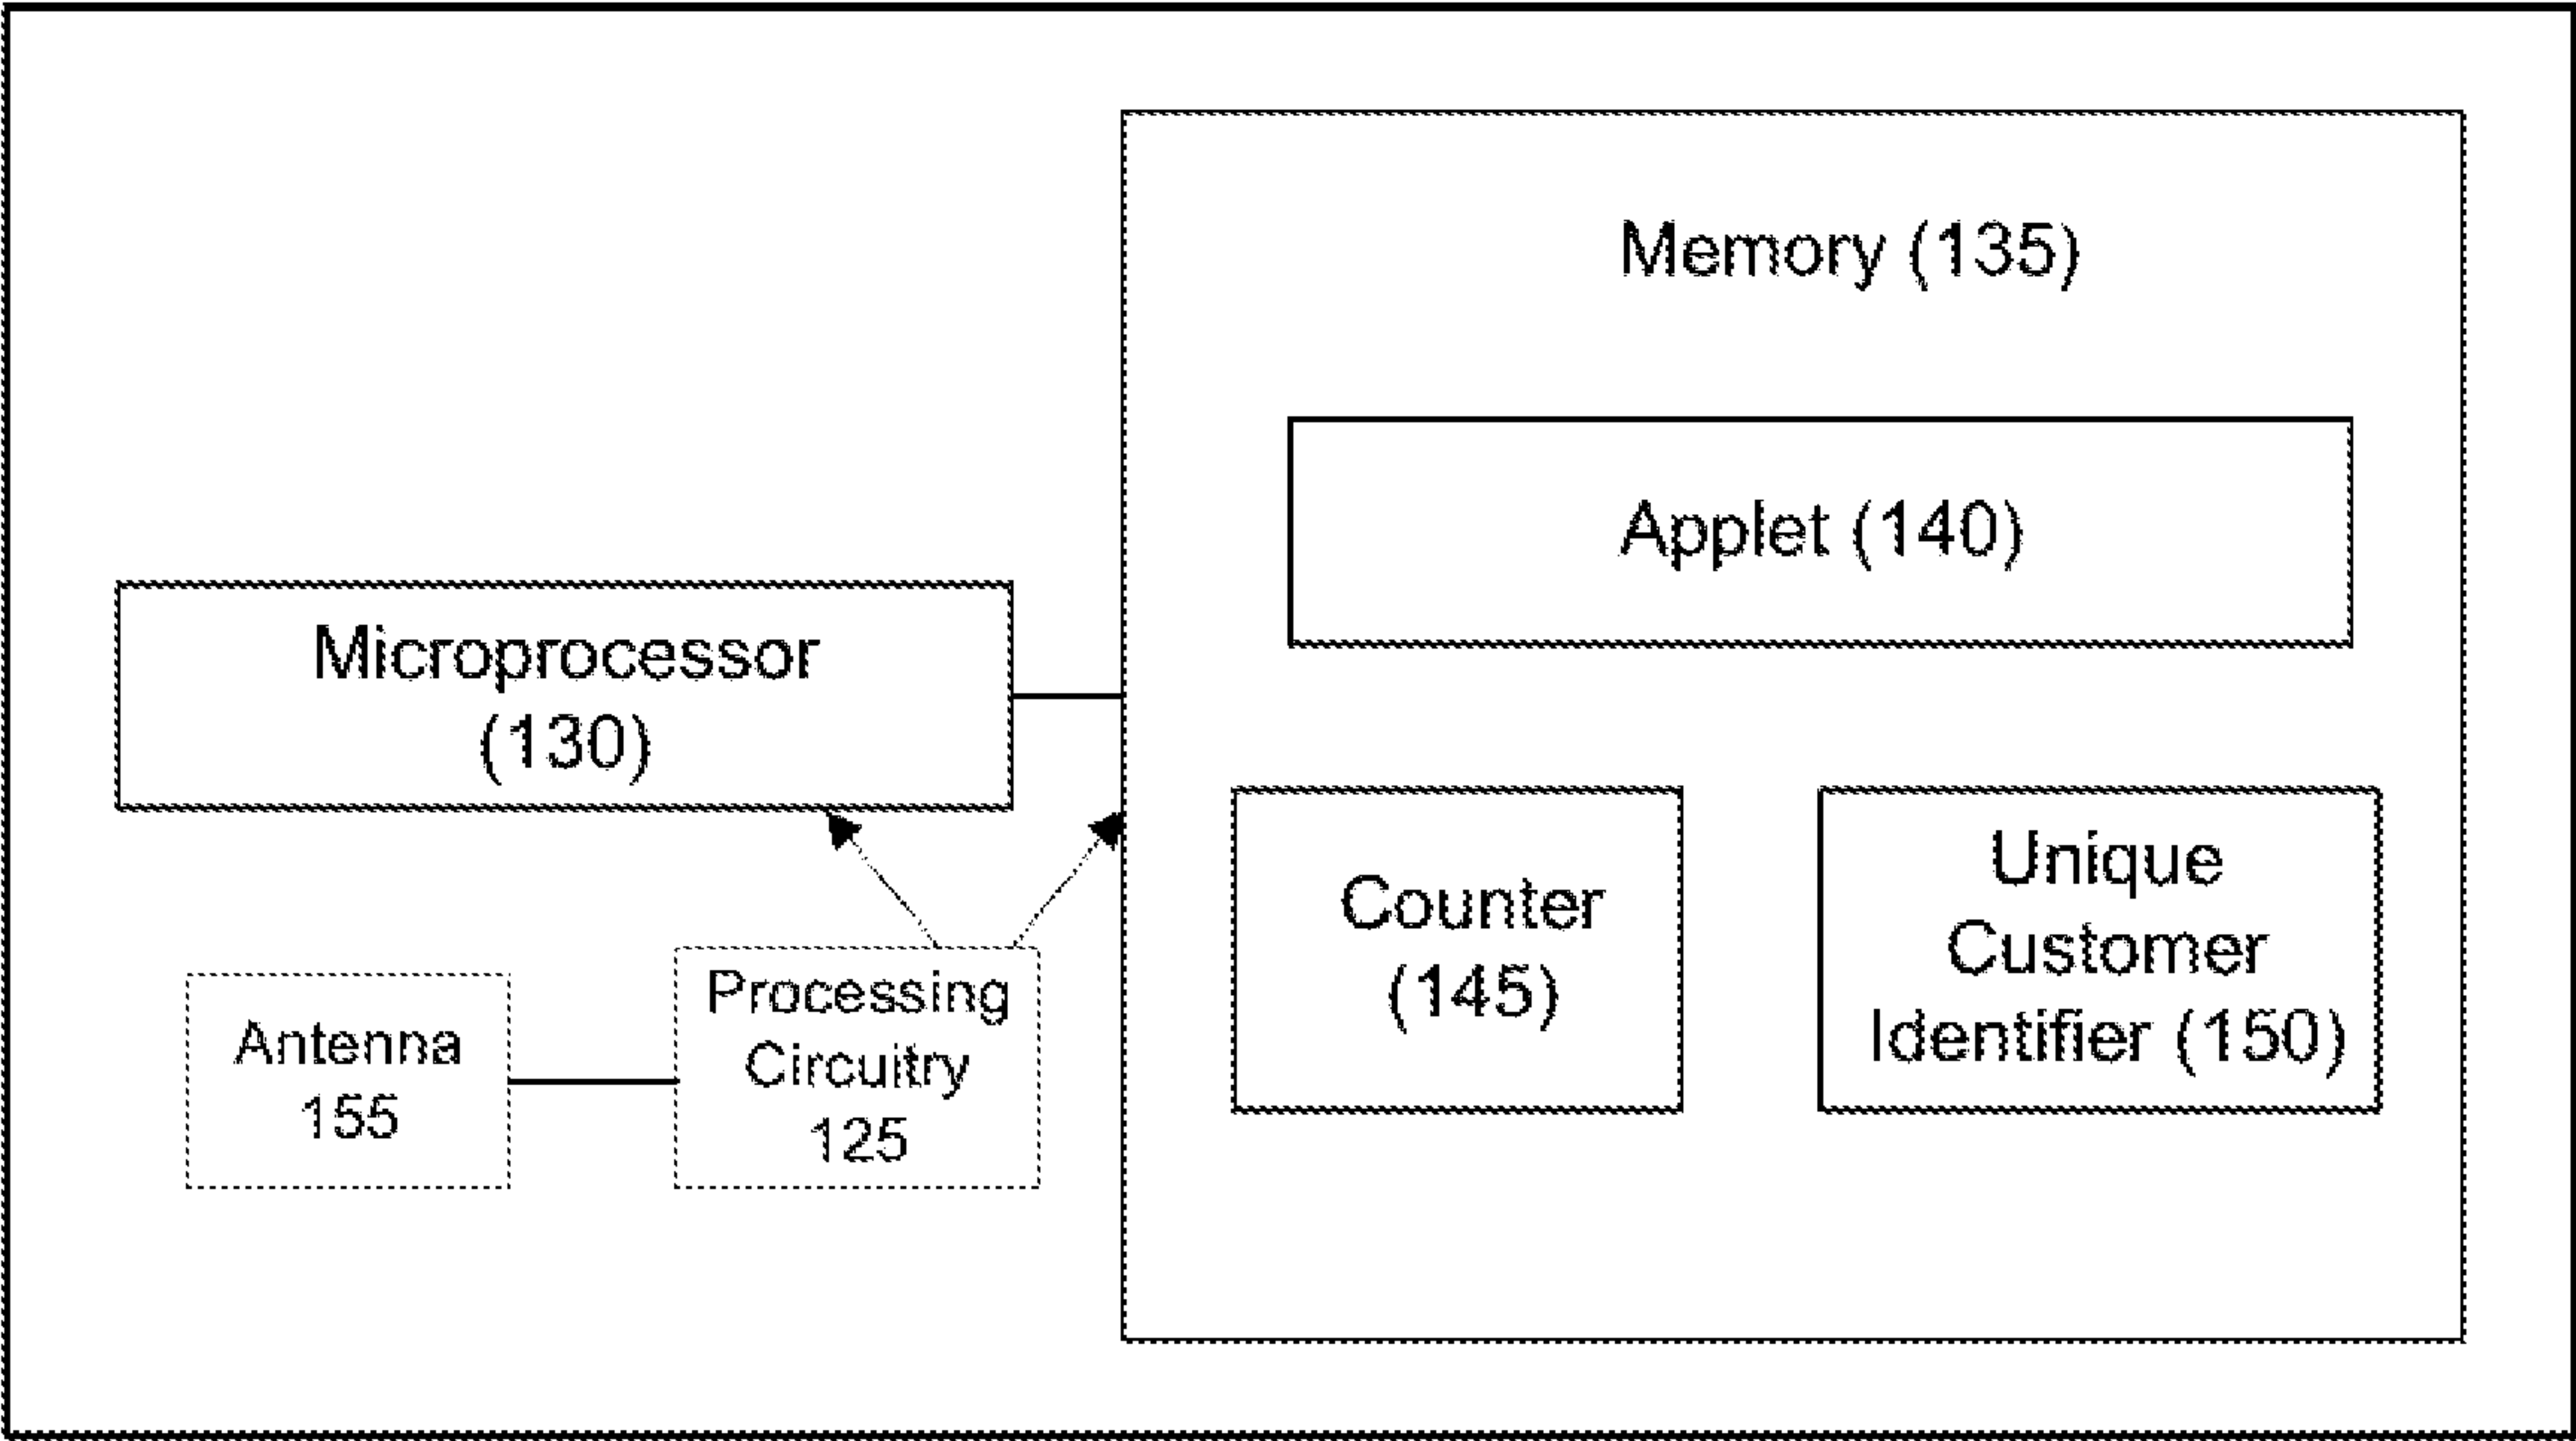 Memory (135)
Applet (140)
Microprocessor
(130)
Counter
(145)
Unique
Customer
Identifier (150)
Antenna
155
Processing
Circuitry
125